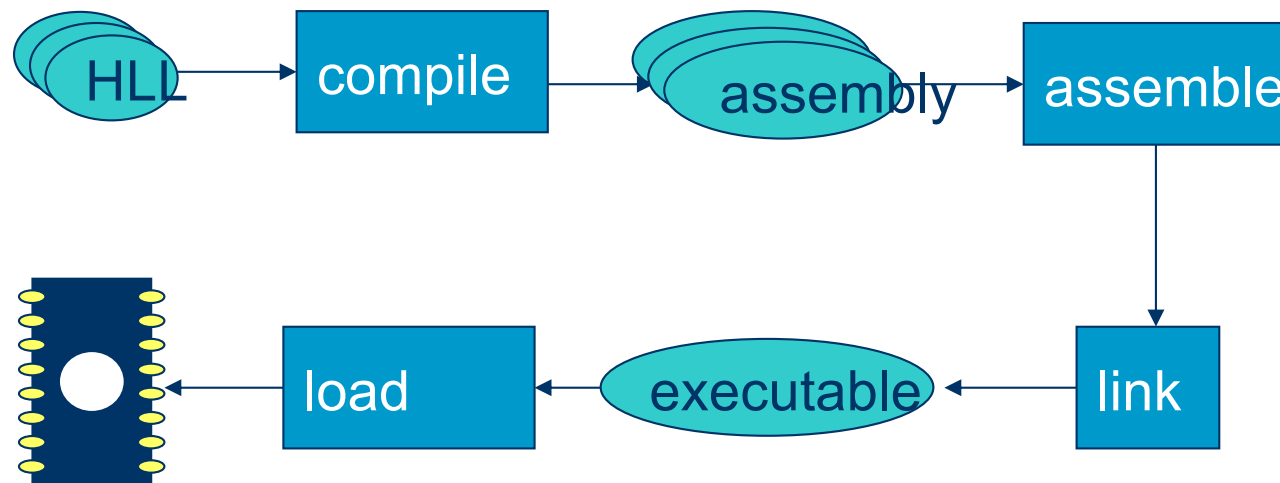 HLL
compile
assembly
assemble
load
executable
link